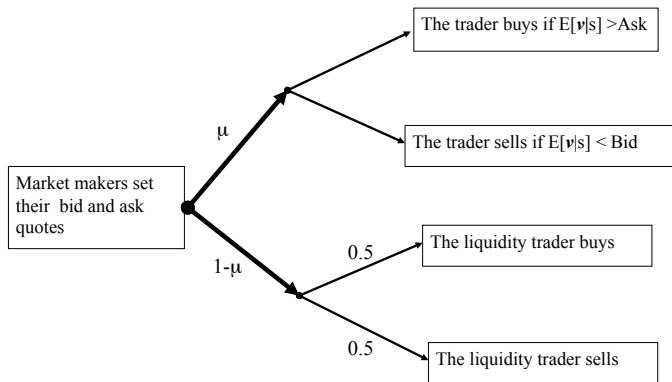 The trader buys if E[v|s] >Ask
μ
The trader sells if E[v|s] < Bid
Market makers set
their bid and ask
quotes
1-μ
0.5
The liquidity trader buys
0.5
The liquidity trader sells